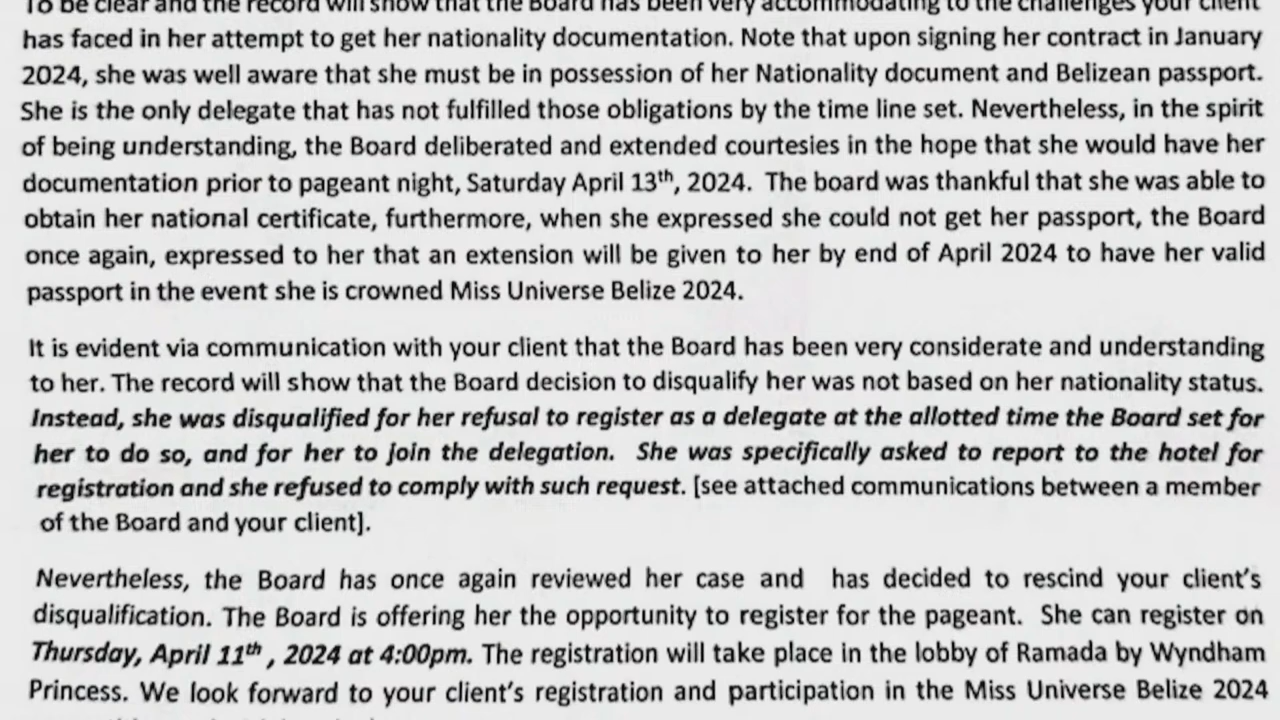 To be clear and the record will show that the Board has been very accommodating to the challenges your client
has faced in her attempt to get her nationality documentation. Note that upon signing her contract in January
2024, she was well aware that she must be in possession of her Nationality document and Belizean passport.
She is the only delegate that has not fulfilled those obligations by the time line set. Nevertheless, in the spirit
of being understanding, the Board deliberated and extended courtesies in the hope that she would have her
documentation prior to pageant night, Saturday April 13th, 2024. The board was thankful that she was able to
obtain her national certificate, furthermore, when she expressed she could not get her passport, the Board
once again, expressed to her that an extension will be given to her by end of April 2024 to have her valid
passport in the event she is crowned Miss Universe Belize 2024.
It is evident via communication with your client that the Board has been very considerate and understanding
to her. The record will show that the Board decision to disqualify her was not based on her nationality status.
Instead, she was disqualified for her refusal to register as a delegate at the allotted time the Board set for
her to do so, and for her to join the delegation. She was specifically asked to report to the hotel for
registration and she refused to comply with such request. [see attached communications between a member
of the Board and your client].
Nevertheless, the Board has once again reviewed her case and has decided to rescind your client's
disqualification. The Board is offering her the opportunity to register for the pageant. She can register on
Thursday, April 11th , 2024 at 4:00pm. The registration will take place in the lobby of Ramada by Wyndham
Princess. We look forward to your client's registration and participation in the Miss Universe Belize 2024